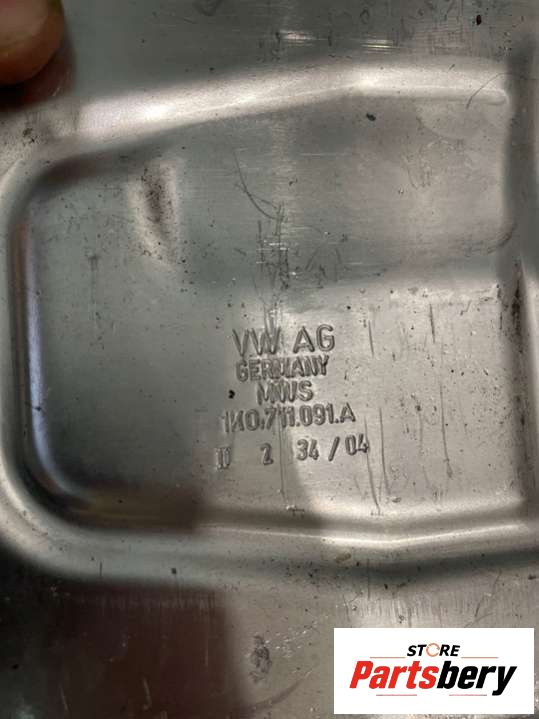 VW AG
GERMANY
MWS
1K0.711.091.A
D 2 34/04
STORE
Partsbery